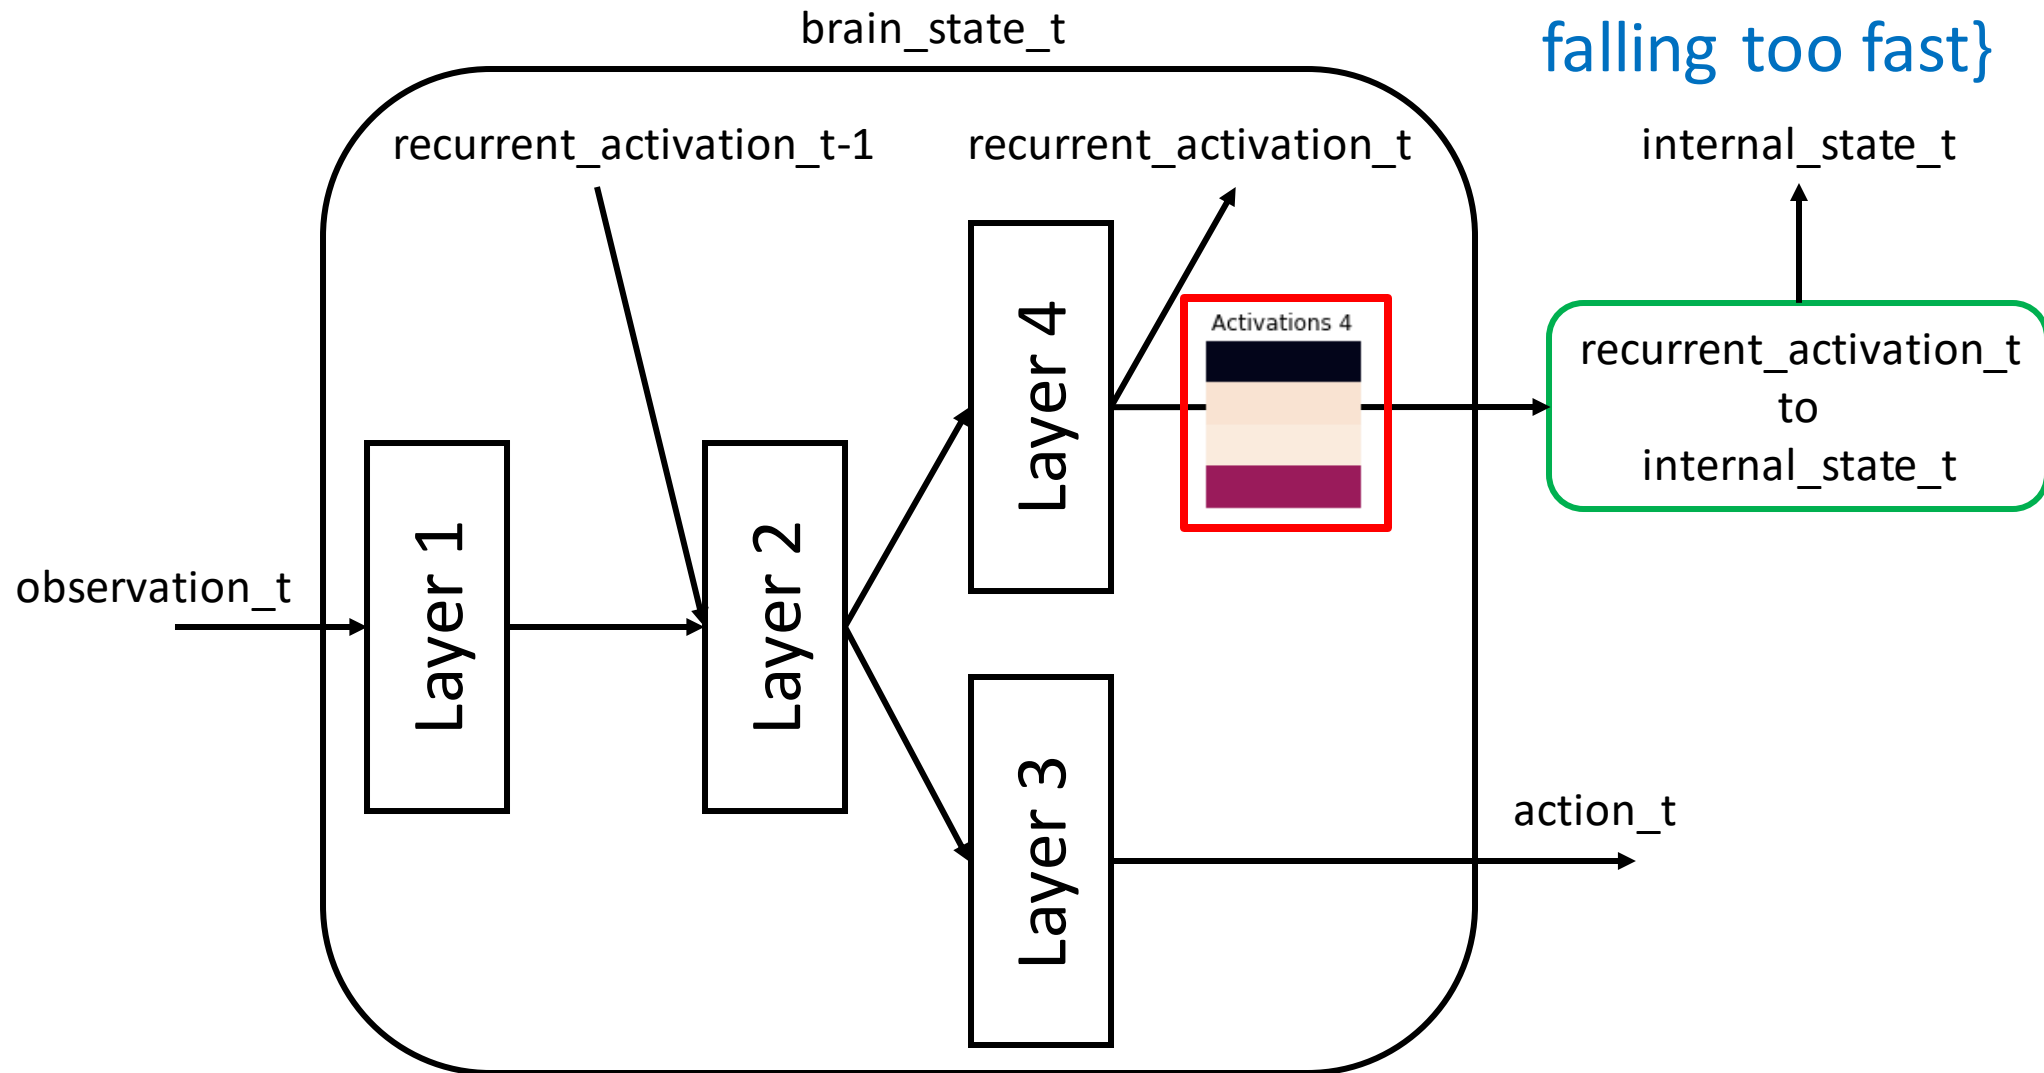 brain_state_t
falling too fast}
recurrent_activation_t-1
recurrent_activation_t
internal_state_t
Layer 4
Activations 4
recurrent_activation_t
to
internal_state_t
Layer 1
Layer 2
observation_t
Layer 3
action_t